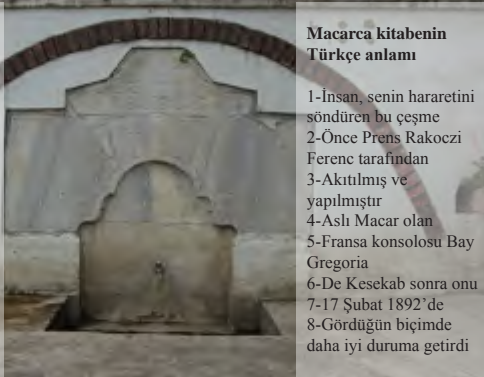 Macarca kitabenin
Türkçe anlamı
1-İnsan, senin hararetini
söndüren bu çeşme
2-Önce Prens Rakoczi
Ferenc tarafından
3-Akıtılmış ve
yapılmıştır
4-Aslı Macar olan
5-Fransa konsolosu Bay
Gregoria
6-De Kesekab sonra onu
7-17 Şubat 1892’de
8-Gördüğün biçimde
daha iyi duruma getirdi